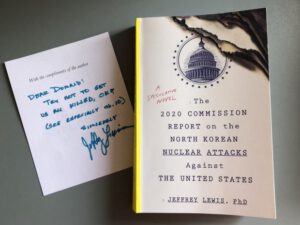 With the compliments of the author
DEAR DONALD:
TRY NOT TO GET
US ALL KILLED, OK?
(SEE ESPECIALLY
SINCERELY
A
SPECULATIVE
NOVEL
The
2020 COMMISSION
REPORT on the
NORTH KOREAN
NUCLEAR ATTACKS
Against
THE UNITED STATES
JEFFREY LEWIS, PhD